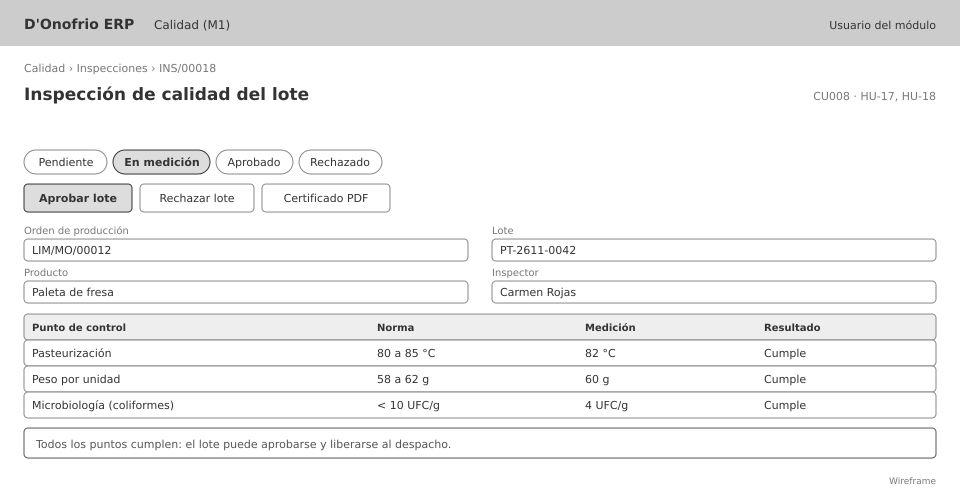 D'Onofrio ERP Calidad (M1) Usuario del módulo
Calidad › Inspecciones › INS/00018
Inspección de calidad del lote CU008 · HU-17, HU-18
Pendiente En medición Aprobado Rechazado
Aprobar lote Rechazar lote Certificado PDF
Orden de producción Lote
LIM/MO/00012 PT-2611-0042
Producto Inspector
Paleta de fresa Carmen Rojas
Punto de control Norma Medición Resultado
Pasteurización 80 a 85 °C 82 °C Cumple
Peso por unidad 58 a 62 g 60 g Cumple
Microbiología (coliformes) < 10 UFC/g 4 UFC/g Cumple
Todos los puntos cumplen: el lote puede aprobarse y liberarse al despacho.
Wireframe